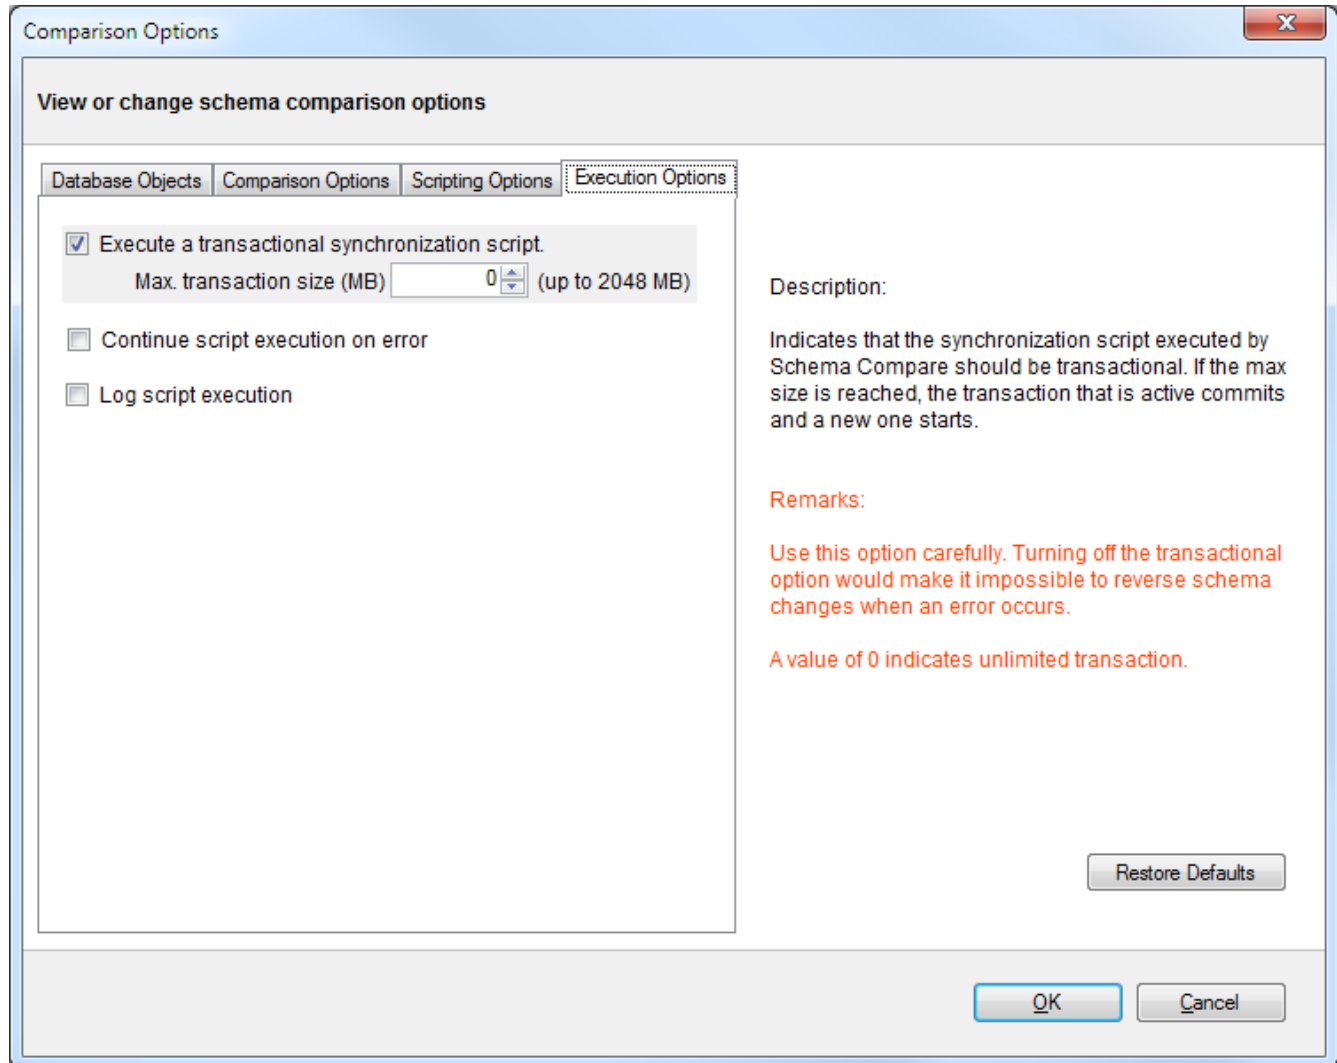 Comparison Options
View or change schema comparison options
Database Objects
Comparison Options
Scripting Options
Execution Options
Execute a transactional synchronization script.
Max. transaction size (MB) 0 (up to 2048 MB)
Continue script execution on error
Log script execution
Description:
Indicates that the synchronization script executed by
Schema Compare should be transactional. If the max
size is reached, the transaction that is active commits
and a new one starts.
Remarks:
Use this option carefully. Turning off the transactional
option would make it impossible to reverse schema
changes when an error occurs.
A value of 0 indicates unlimited transaction.
Restore Defaults
OK
Cancel